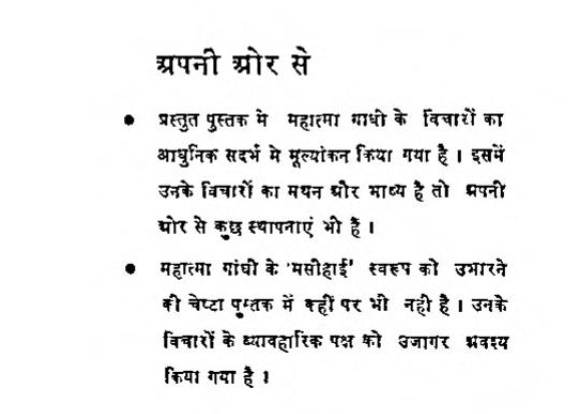 अपनी ओर से
● प्रस्तुत पुस्तक मे महात्मा गांधी के विचारों का
आधुनिक सदर्भ मे मूल्यांकन किया गया है । इसमें
उनके विचारों का मथन और भाष्य है तो अपनी
ओर से कुछ स्थापनाएं भी हैं ।
● महात्मा गांधी के 'मसीहाई' स्वरूप को उभारने
की चेष्टा पुस्तक में कहीं पर भी नही है । उनके
विचारों के व्यावहारिक पक्ष को उजागर अवश्य
किया गया है ।